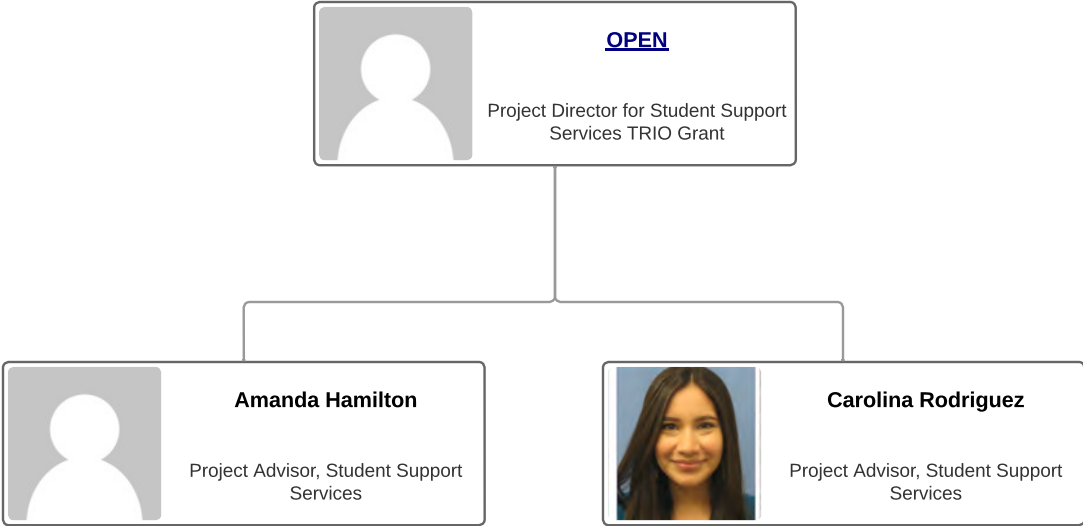 OPEN
Project Director for Student Support
Services TRIO Grant
Amanda Hamilton
Project Advisor, Student Support
Services
Carolina Rodriguez
Project Advisor, Student Support
Services